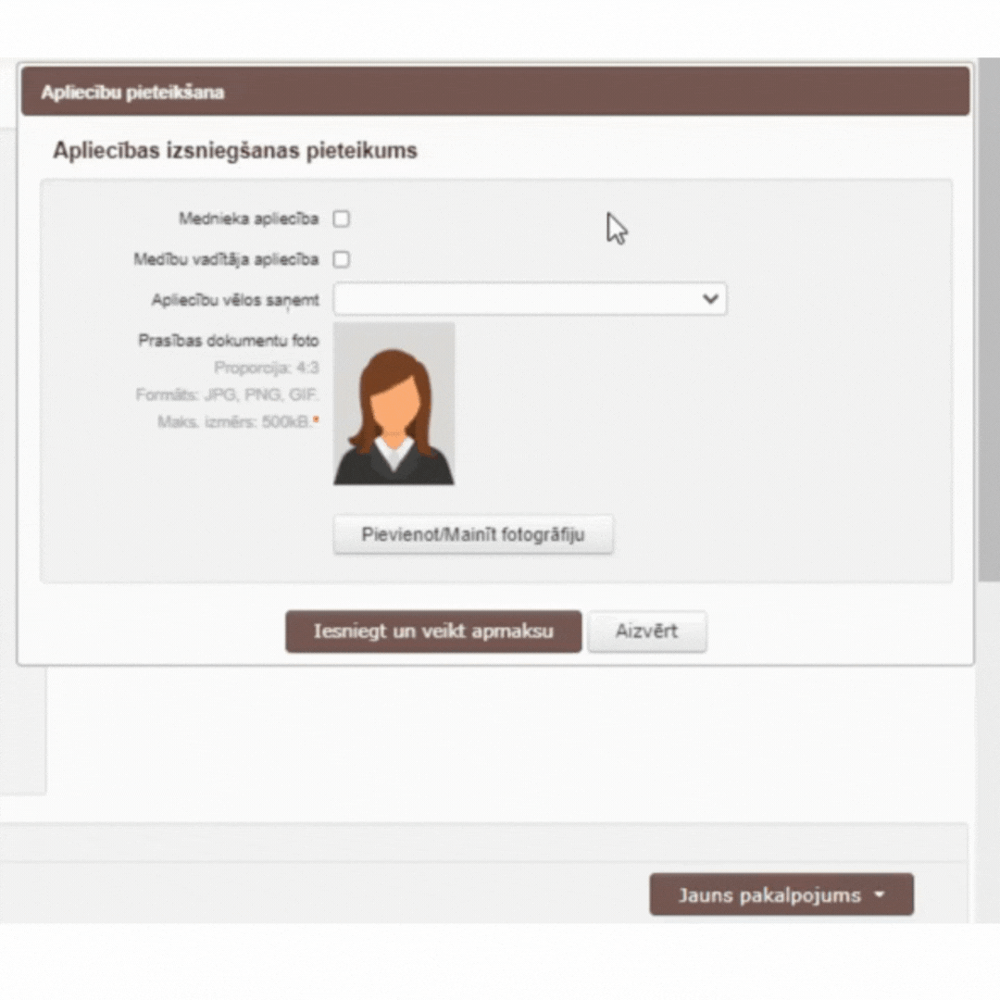 Apliecību pieteikšana
Apliecības izsniegšanas pieteikums
Mednieka apliecība
Medību vadītāja apliecība
Apliecību vēlos saņemt
Prasības dokumentu foto
Proporcija: 4:3
Formāts: JPG, PNG, GIF.
Maks. izmērs: 500kB.*
Pievienot/Mainīt fotogrāfiju
Iesniegt un veikt apmaksu
Aizvērt
Jauns pakalpojums